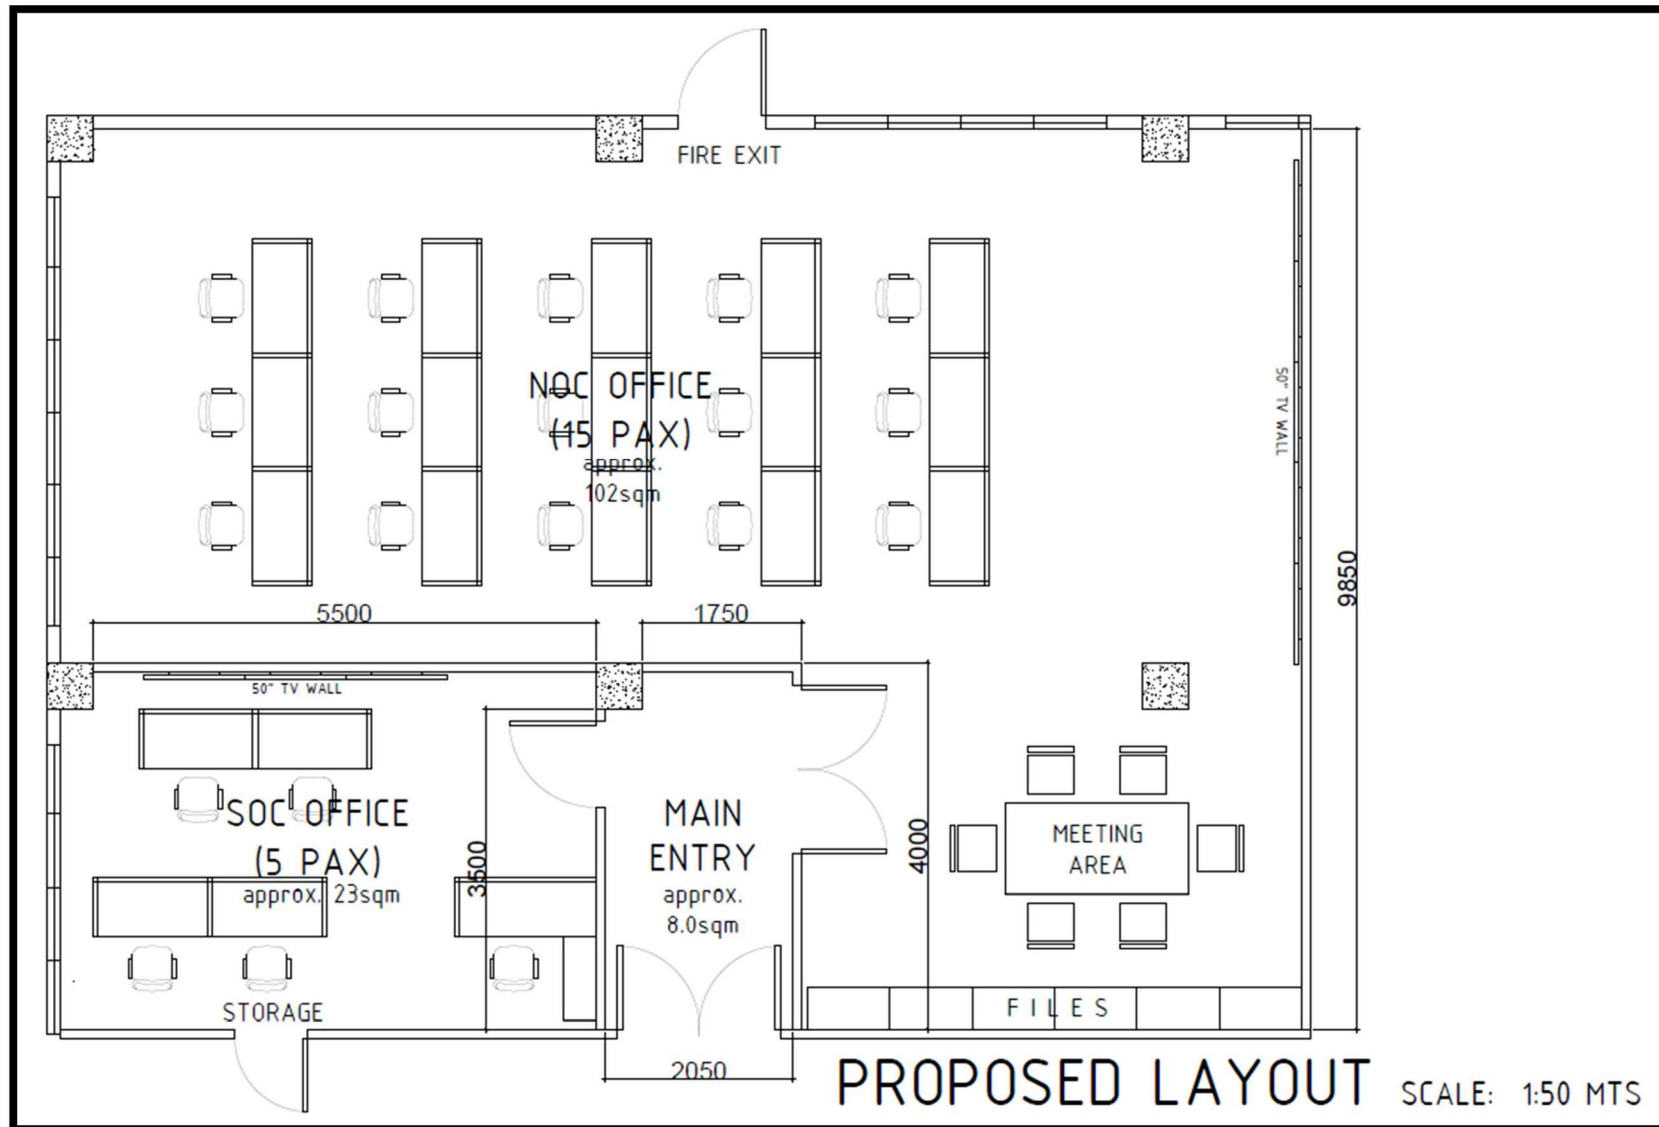 FIRE EXIT
50" TV WALL
NOC OFFICE
(15 PAX)
approx.
102sqm
9850
5500
1750
50" TV WALL
SOC OFFICE
(5 PAX)
approx. 23sqm
3500
MAIN
ENTRY
approx.
8.0sqm
4000
MEETING
AREA
STORAGE
FILES
2050
PROPOSED LAYOUT
SCALE: 1:50 MTS